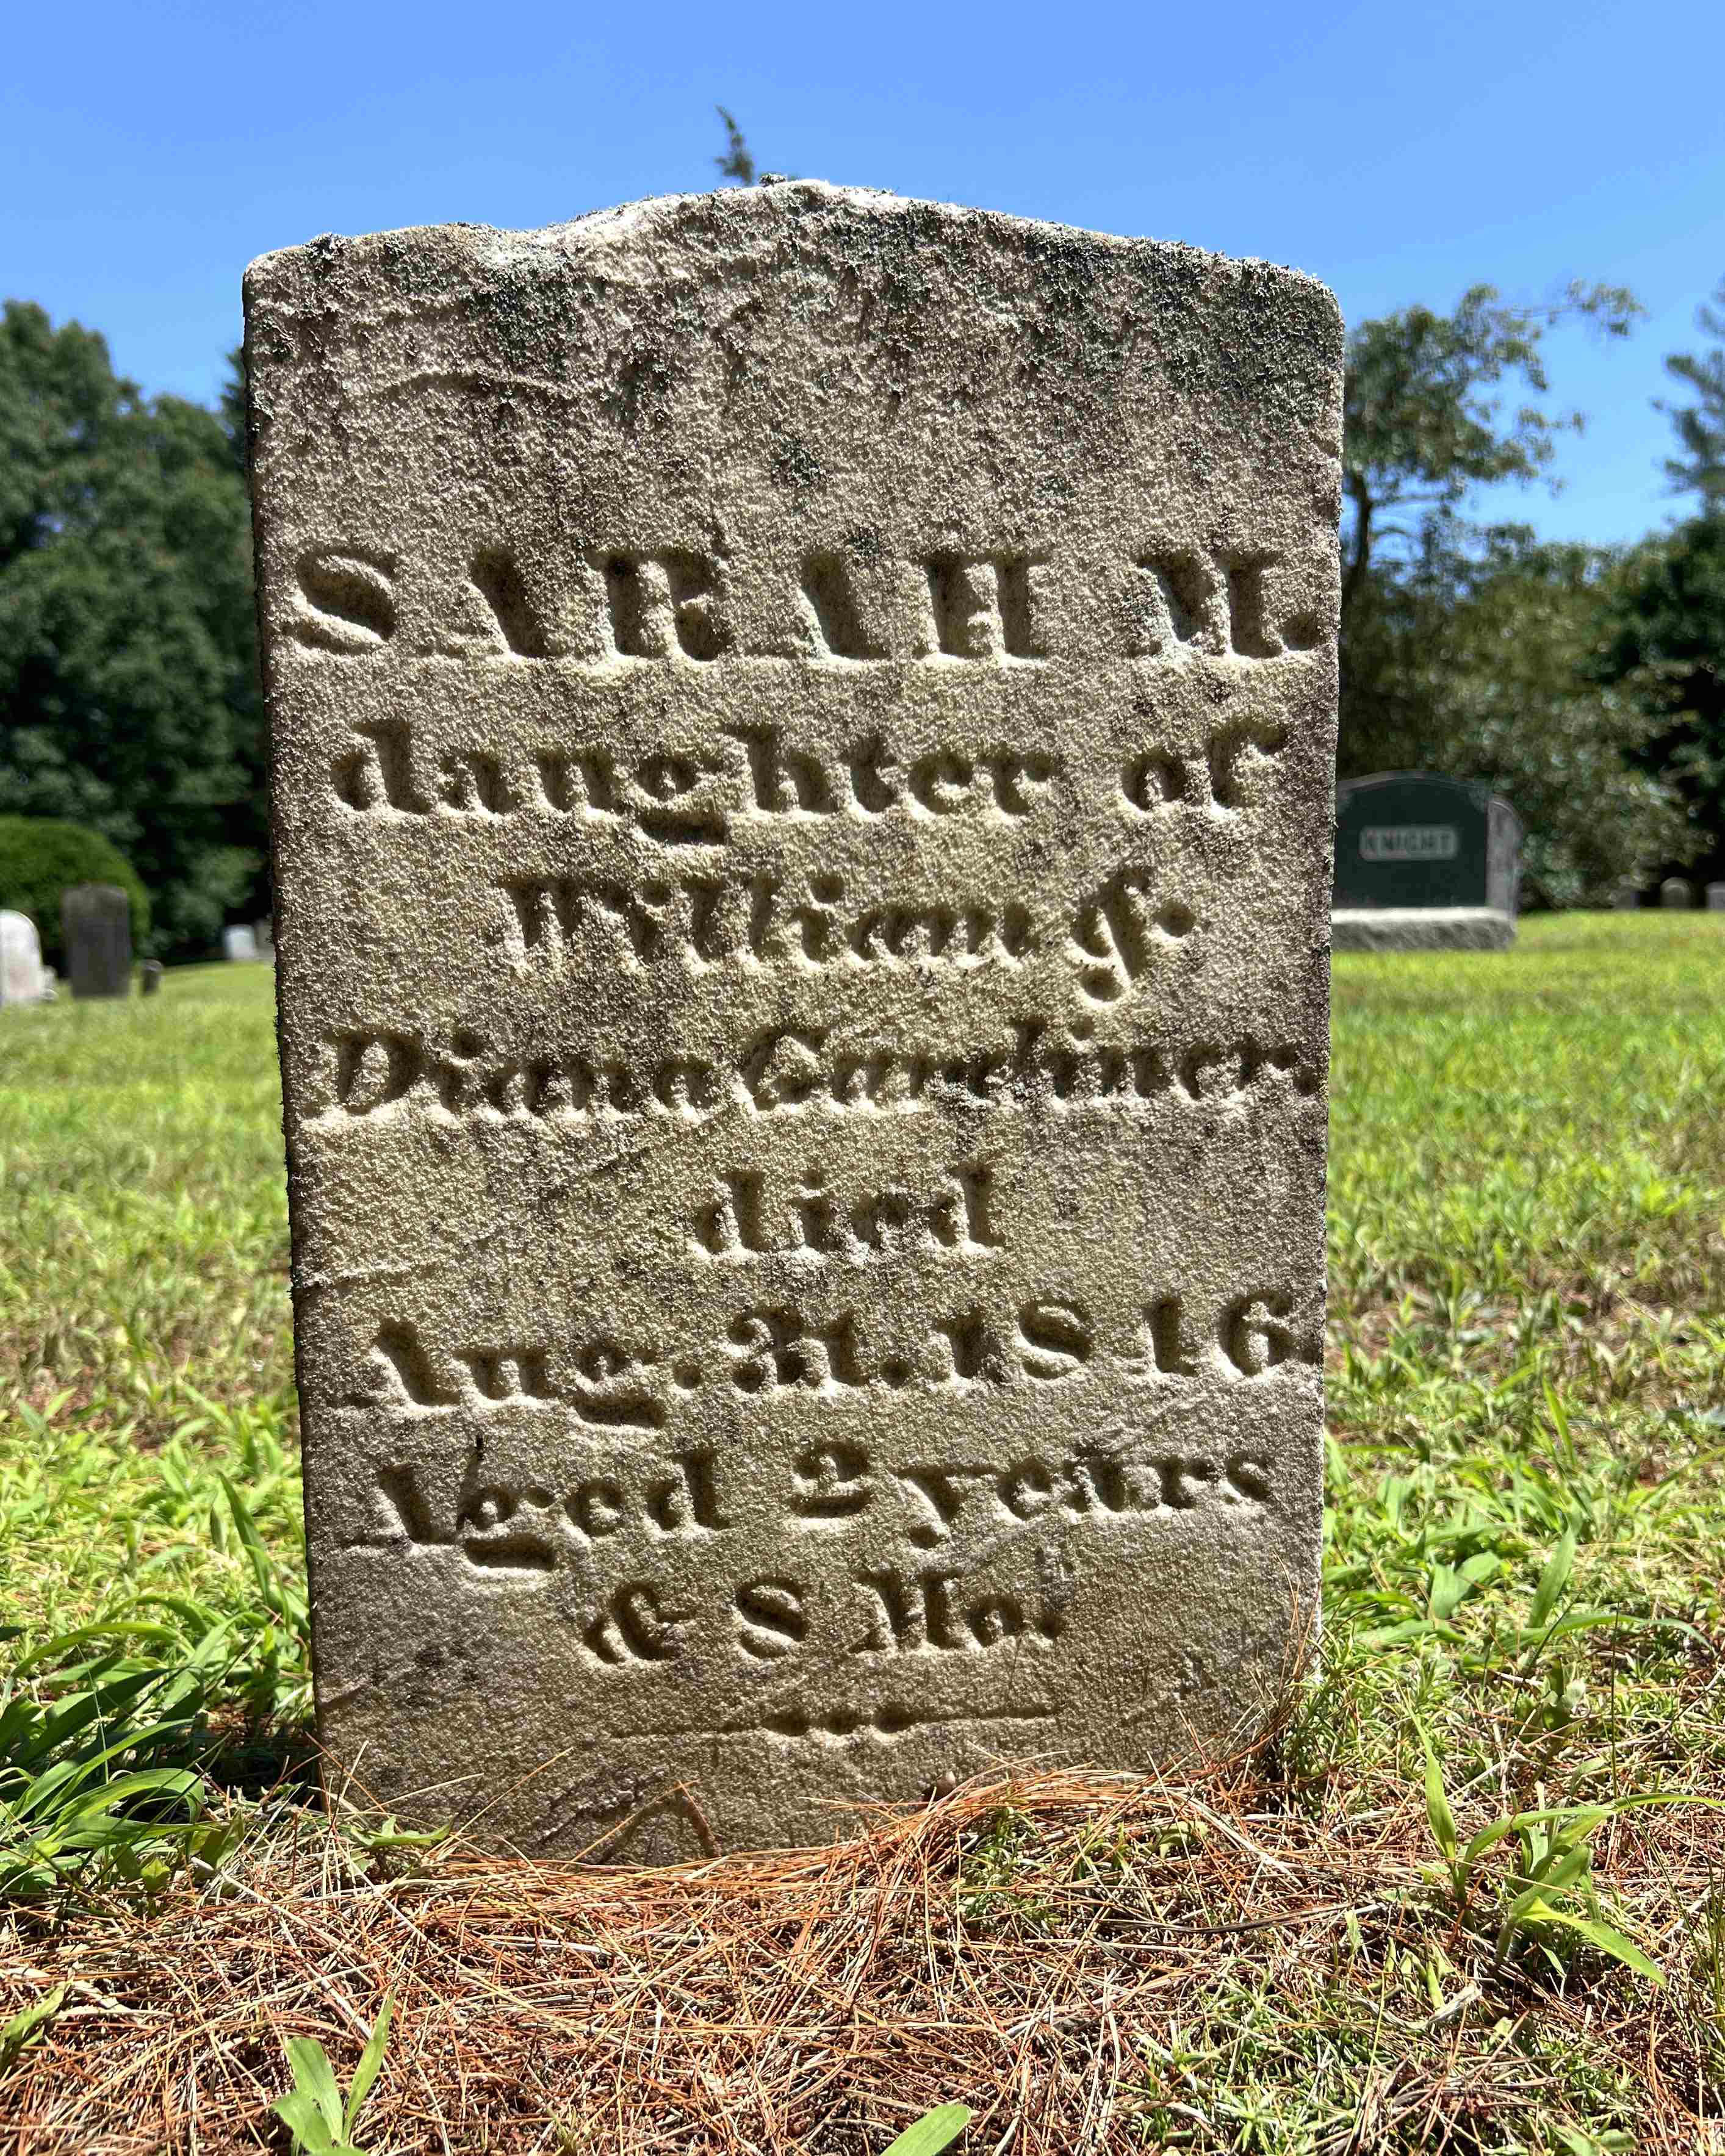 SARAH M.
daughter of
William J.
Diana Gardiner.
died
Aug. 31. 1846
Aged 2 years
& 8 Mo.
KNIGHT